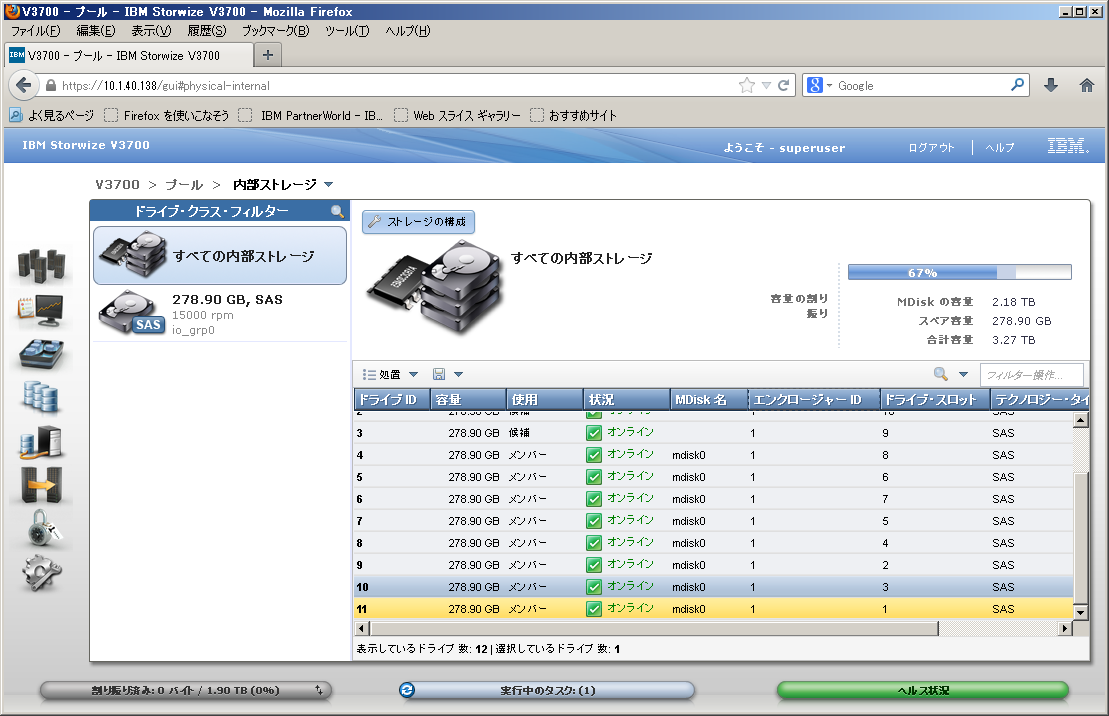 V3700 - プール - IBM Storwize V3700 - Mozilla Firefox
ファイル(F) 編集(E) 表示(V) 履歴(S) ブックマーク(B) ツール(T) ヘルプ(H)
IBM V3700 - プール - IBM Storwize V3700 +
https://10.1.40.138/gui#physical-internal 8 Google
よく見るページ Firefox を使いこなそう IBM PartnerWorld - IB... Web スライス ギャラリー おすすめサイト
IBM Storwize V3700 ようこそ - superuser ログアウト ヘルプ IBM.
V3700 > プール > 内部ストレージ
ドライブ・クラス・フィルター
すべての内部ストレージ
278.90 GB, SAS
15000 rpm
io_grp0
SAS
ストレージの構成
すべての内部ストレージ
容量の割り振り
67%
MDisk の容量 2.18 TB
スペア容量 278.90 GB
合計容量 3.27 TB
処置 フィルター操作...
ドライブ ID 容量 使用 状況 MDisk 名 エンクロージャー ID ドライブ・スロット テクノロジー・タイ
2 278.90 GB 候補 オンライン 1 10 SAS
3 278.90 GB 候補 オンライン 1 9 SAS
4 278.90 GB メンバー オンライン mdisk0 1 8 SAS
5 278.90 GB メンバー オンライン mdisk0 1 6 SAS
6 278.90 GB メンバー オンライン mdisk0 1 7 SAS
7 278.90 GB メンバー オンライン mdisk0 1 5 SAS
8 278.90 GB メンバー オンライン mdisk0 1 4 SAS
9 278.90 GB メンバー オンライン mdisk0 1 2 SAS
10 278.90 GB メンバー オンライン mdisk0 1 3 SAS
11 278.90 GB メンバー オンライン mdisk0 1 1 SAS
表示しているドライブ 数: 12 | 選択しているドライブ 数: 1
割り振り済み: 0 バイト / 1.90 TB (0%) 実行中のタスク: (1) ヘルス状況